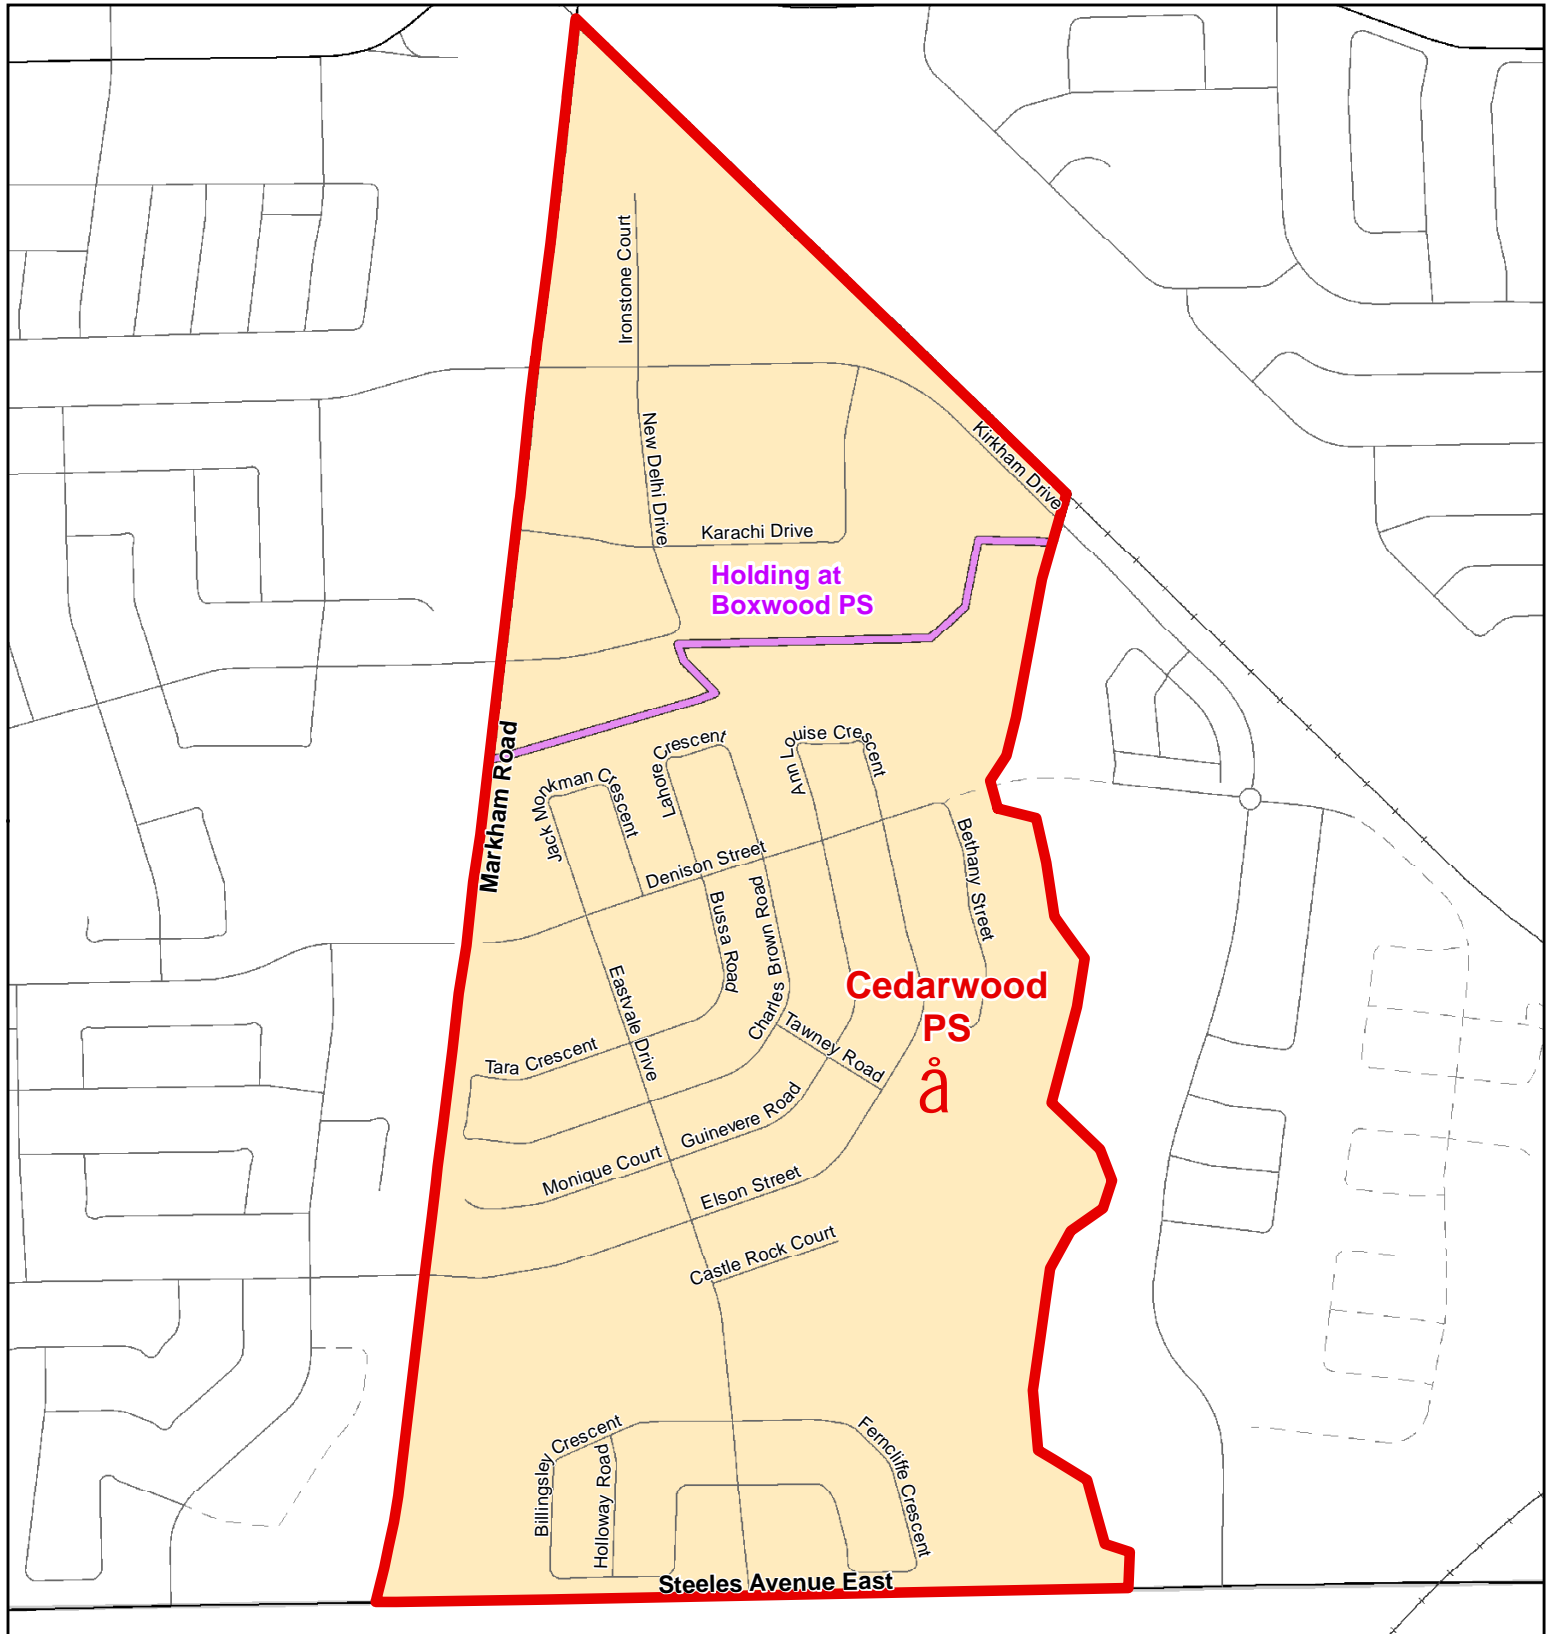 Ironstone Court
New Delhi Drive
Kirkham Drive
Karachi Drive
Holding at
Boxwood PS
Markham Road
Jack Monkman Crescent
Lahore Crescent
Ann Louise Crescent
Denison Street
Bethany Street
Bussa Road
Charles Brown Road
Eastvale Drive
Cedarwood
PS
å
Tawney Road
Tara Crescent
Guinevere Road
Monique Court
Elson Street
Castle Rock Court
Billingsley Crescent
Holloway Road
Ferncliffe Crescent
Steeles Avenue East